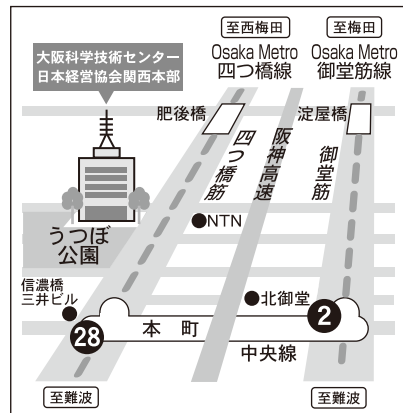 至西梅田
至梅田
Osaka Metro
四つ橋線
Osaka Metro
御堂筋線
大阪科学技術センター
日本経営協会関西本部
肥後橋
淀屋橋
四つ橋筋
阪神高速
御堂筋
NTN
うつぼ
公園
信濃橋
三井ビル
北御堂
2
28
本町
中央線
至難波
至難波